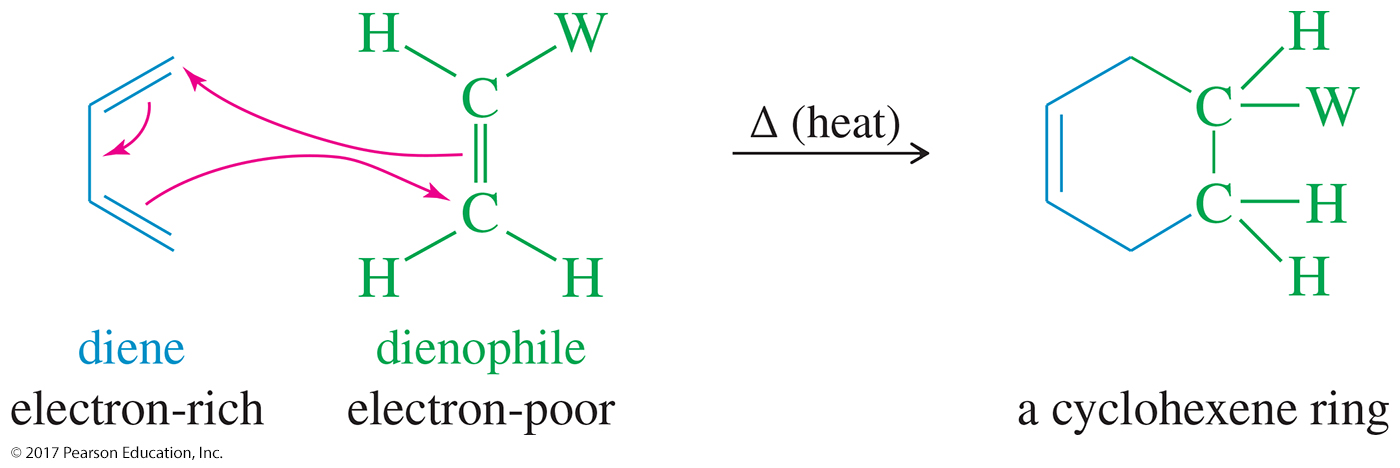 H W H
C C W
Δ (heat)
C C H
H H H
diene dienophile
electron-rich electron-poor a cyclohexene ring
© 2017 Pearson Education, Inc.